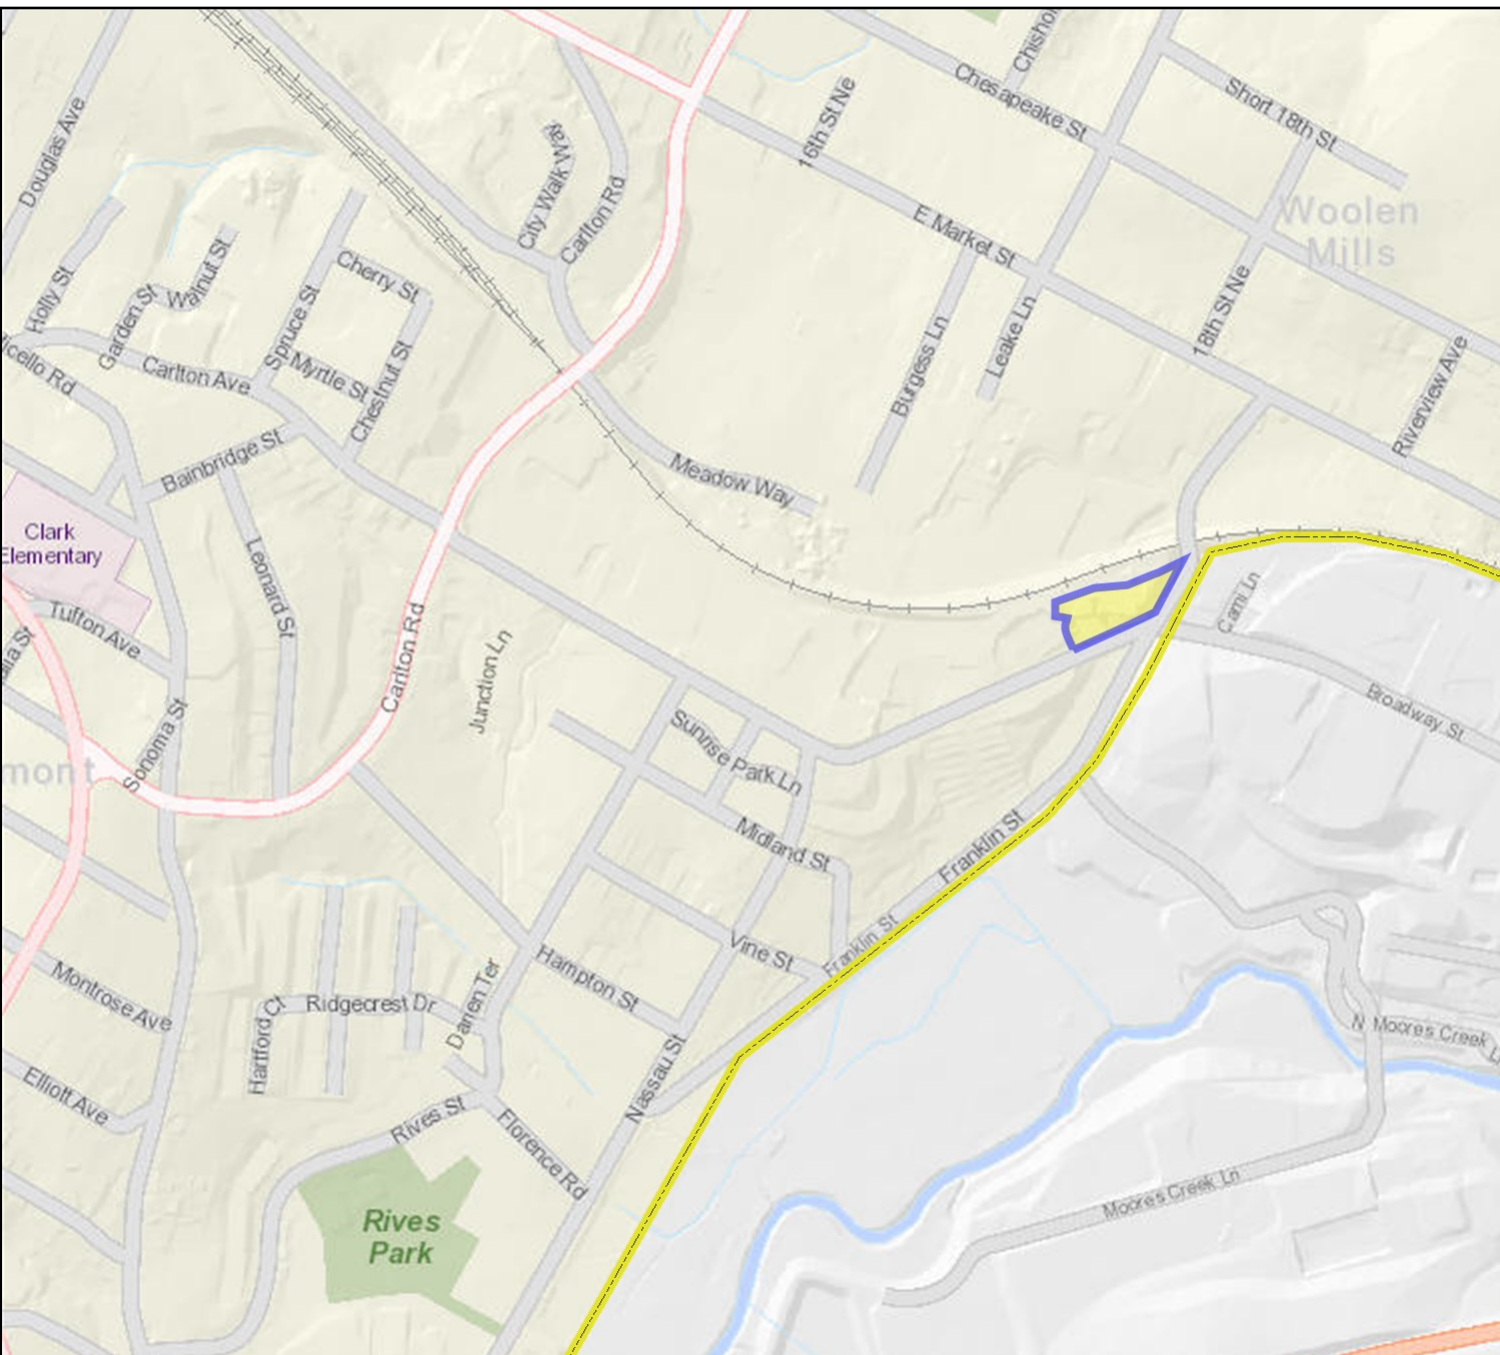 Chisho
Chesapeake St
Short 18th St
Douglas Ave
16th St Ne
City Walk Way
Carlton Rd
E Market St
Woolen
Mills
Holly St
Garden St
Walnut St
Cherry St
Spruce St
Myrtle St
Chestnut St
Carlton Ave
icello Rd
Burgess Ln
Leake Ln
18th St Ne
Riverview Ave
Bainbridge St
Meadow Way
Clark
Elementary
Leonard St
Tufton Ave
Carlton Rd
Junction Ln
Cami Ln
Broadway St
Sonoma St
mont
Sunrise Park Ln
Midland St
Franklin St
Franklin St
Vine St
Hampton St
Montrose Ave
Ridgecrest Dr
Hartford Ct
Darien Ter
N Moores Creek L
Nassau St
Elliott Ave
Rives St
Florence Rd
Moores Creek Ln
Rives
Park